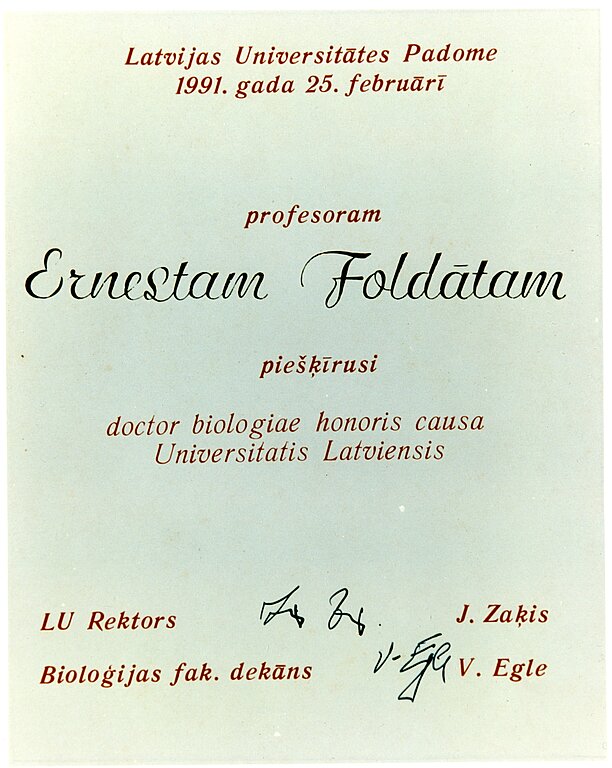 Latvijas Universitātes Padome
1991. gada 25. februārī
profesoram
Ernestam Foldātam
piešķīrusi
doctor biologiae honoris causa
Universitatis Latviensis
LU Rektors J. Zaķis
Bioloģijas fak. dekāns V. Egle V. Egle